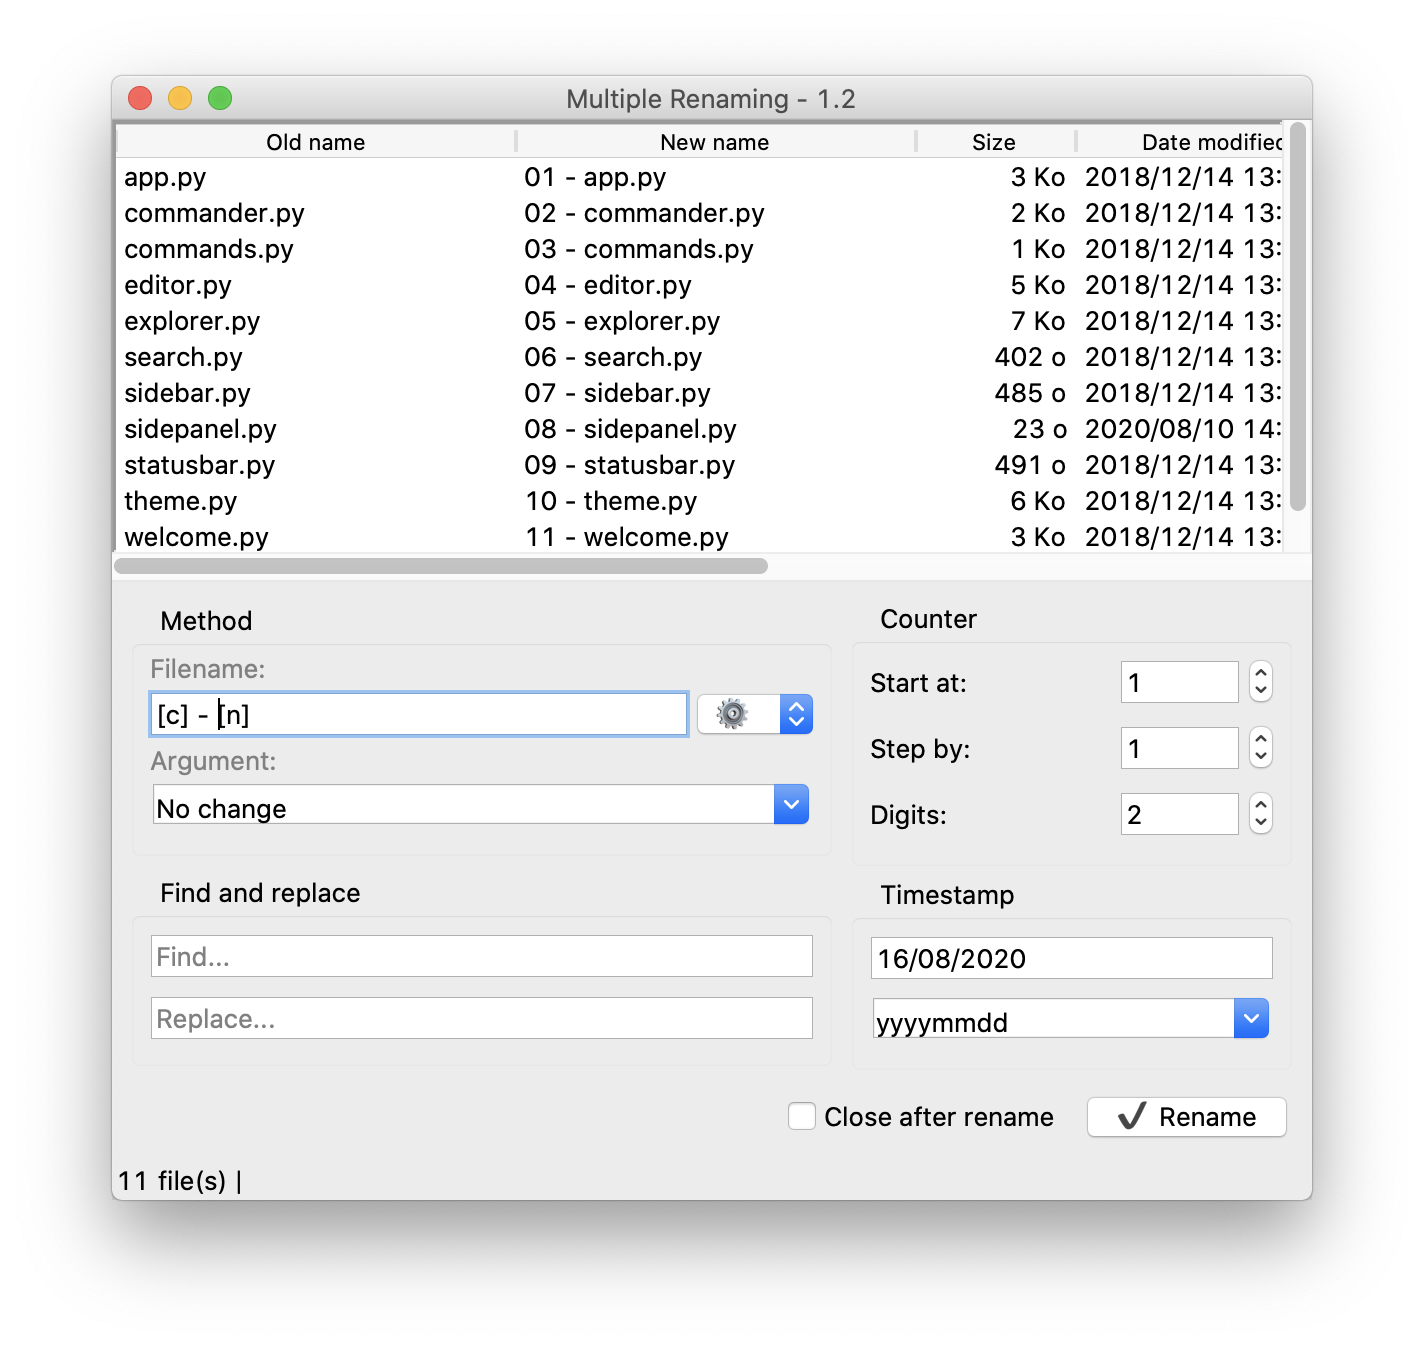 Multiple Renaming - 1.2
Old name New name Size Date modified
app.py 01 - app.py 3 Ko 2018/12/14 13:
commander.py 02 - commander.py 2 Ko 2018/12/14 13:
commands.py 03 - commands.py 1 Ko 2018/12/14 13:
editor.py 04 - editor.py 5 Ko 2018/12/14 13:
explorer.py 05 - explorer.py 7 Ko 2018/12/14 13:
search.py 06 - search.py 402 o 2018/12/14 13:
sidebar.py 07 - sidebar.py 485 o 2018/12/14 13:
sidepanel.py 08 - sidepanel.py 23 o 2020/08/10 14:
statusbar.py 09 - statusbar.py 491 o 2018/12/14 13:
theme.py 10 - theme.py 6 Ko 2018/12/14 13:
welcome.py 11 - welcome.py 3 Ko 2018/12/14 13:
Method
Filename:
[c] - [n]
Argument:
No change
Counter
Start at: 1
Step by: 1
Digits: 2
Find and replace
Find...
Replace...
Timestamp
16/08/2020
yyyymmdd
Close after rename
Rename
11 file(s) |